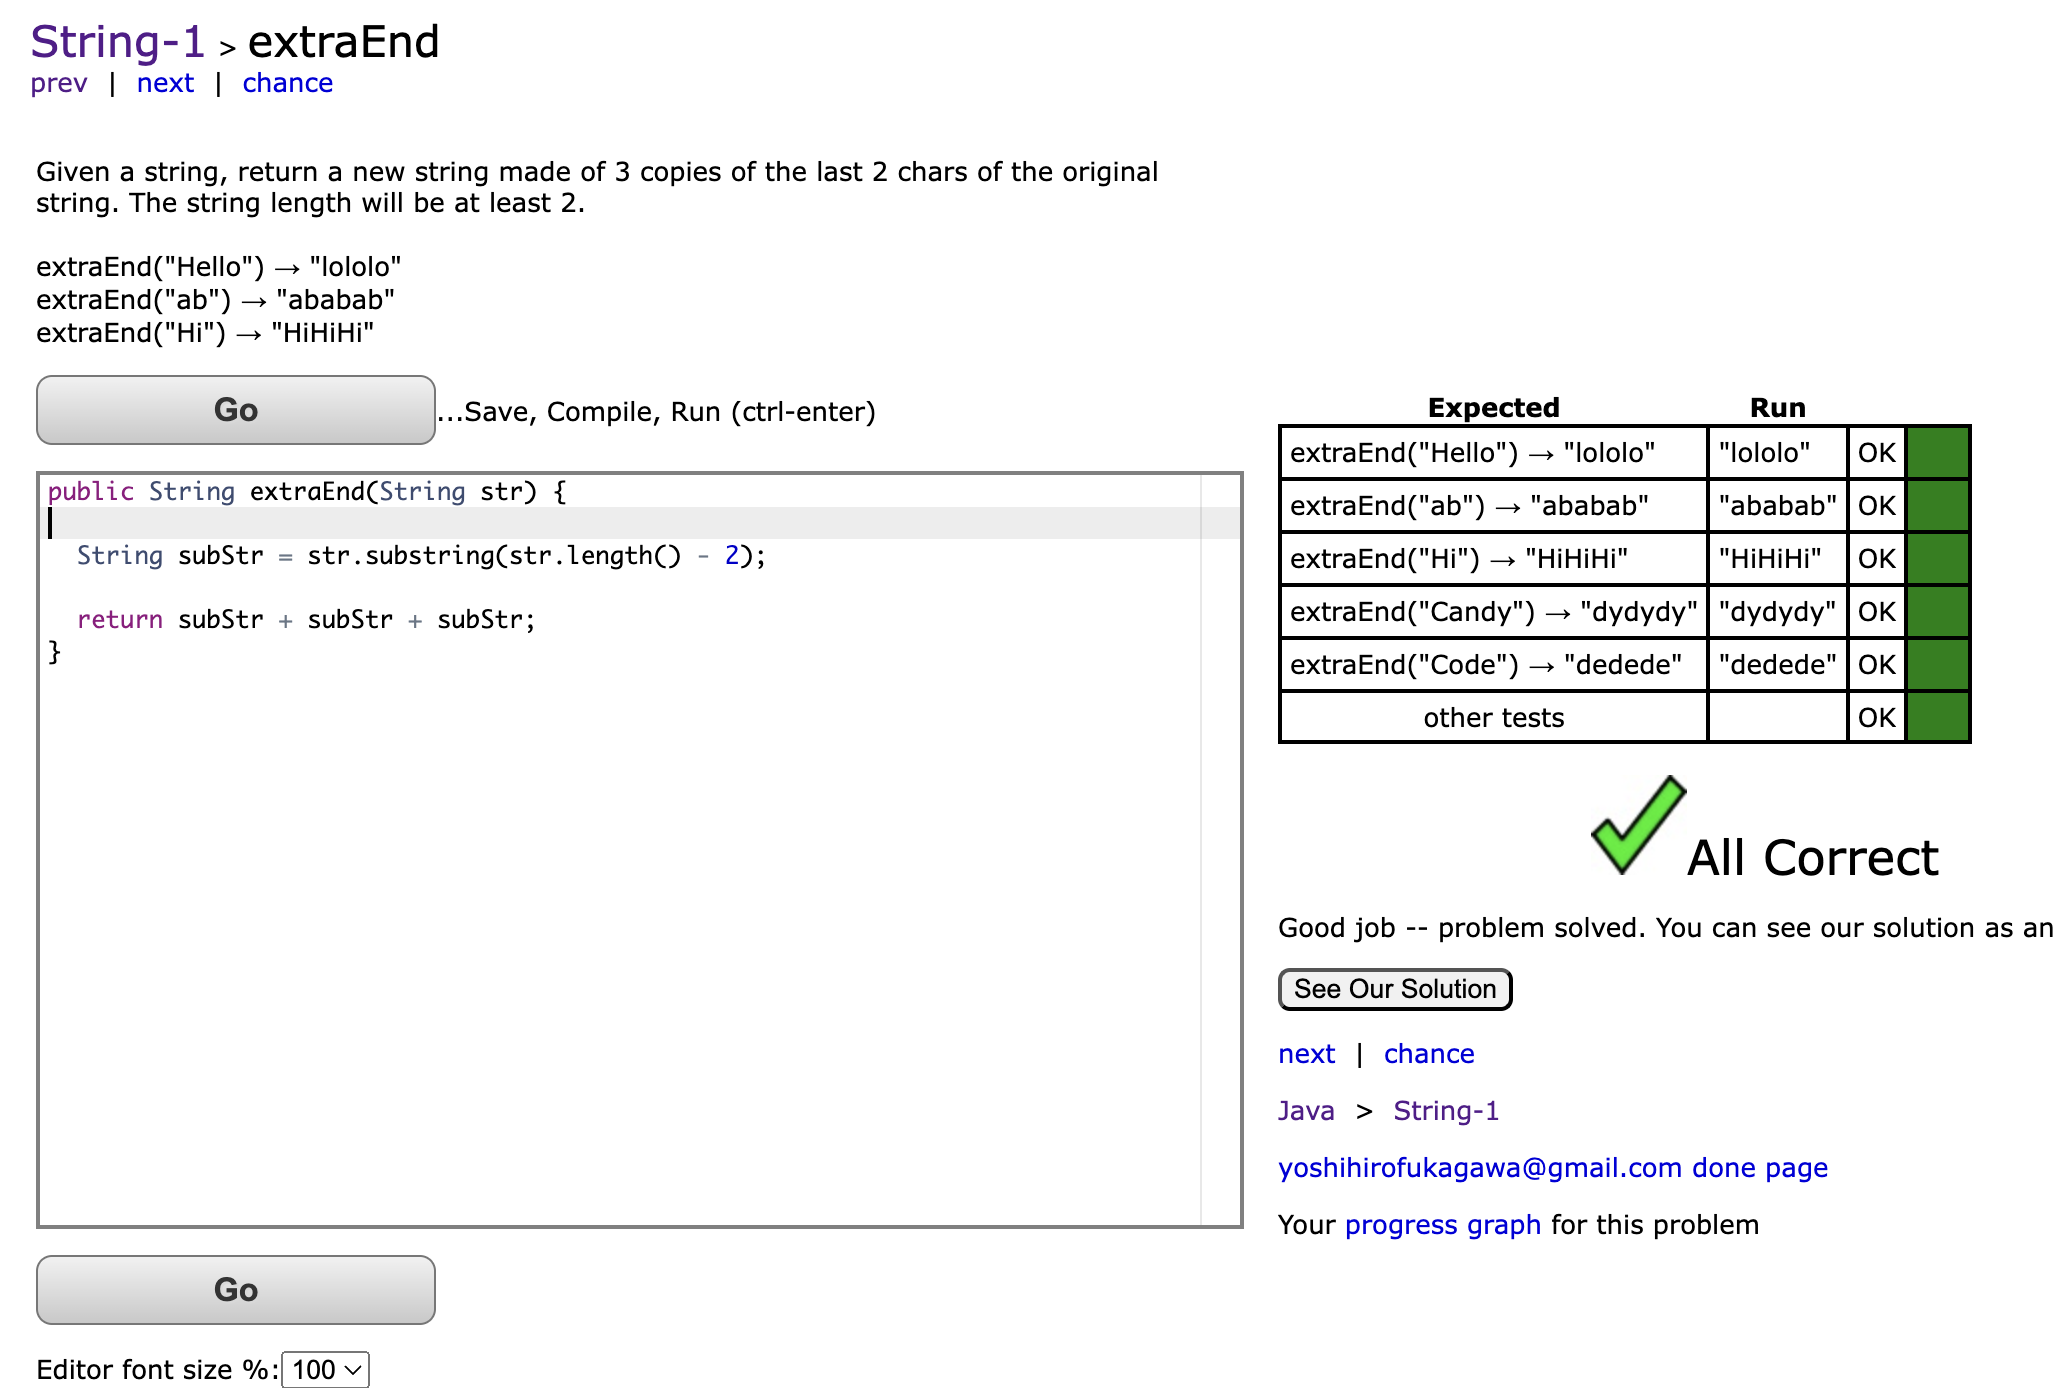 String-1 > extraEnd
prev | next | chance
Given a string, return a new string made of 3 copies of the last 2 chars of the original
string. The string length will be at least 2.
extraEnd("Hello") → "lololo"
extraEnd("ab") → "ababab"
extraEnd("Hi") → "HiHiHi"
Go ...Save, Compile, Run (ctrl-enter)
public String extraEnd(String str) {
  String subStr = str.substring(str.length() - 2);
  return subStr + subStr + subStr;
}
Go
Editor font size %: 100
Expected Run
extraEnd("Hello") → "lololo" "lololo" OK
extraEnd("ab") → "ababab" "ababab" OK
extraEnd("Hi") → "HiHiHi" "HiHiHi" OK
extraEnd("Candy") → "dydydy" "dydydy" OK
extraEnd("Code") → "dedede" "dedede" OK
other tests OK
All Correct
Good job -- problem solved. You can see our solution as an
See Our Solution
next | chance
Java > String-1
yoshihirofukagawa@gmail.com done page
Your progress graph for this problem